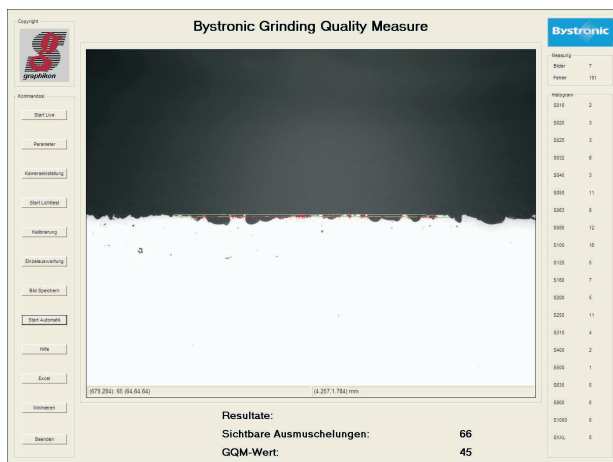 Copyright
graphikon
Kommandos:
Start Live
Parameter
Kameraeinstellung
Start Lichttest
Kalibrierung
Einzelauswertung
Bild Speichern
Start Automatik
Hilfe
Excel
Minimieren
Beenden
Bystronic Grinding Quality Measure
(679,284): 65 (64,64,64)
(4.257,1.784) mm
Resultate:
Sichtbare Ausmuschelungen: 66
GQM-Wert: 45
Bystronic
Messung
Bilder 7
Fehler 101
Histogram
S016 2
S020 3
S025 3
S032 8
S040 3
S050 11
S063 8
S080 12
S100 16
S125 5
S160 7
S200 5
S250 11
S315 4
S400 2
S500 1
S630 0
S800 0
S1000 0
SXXL 0